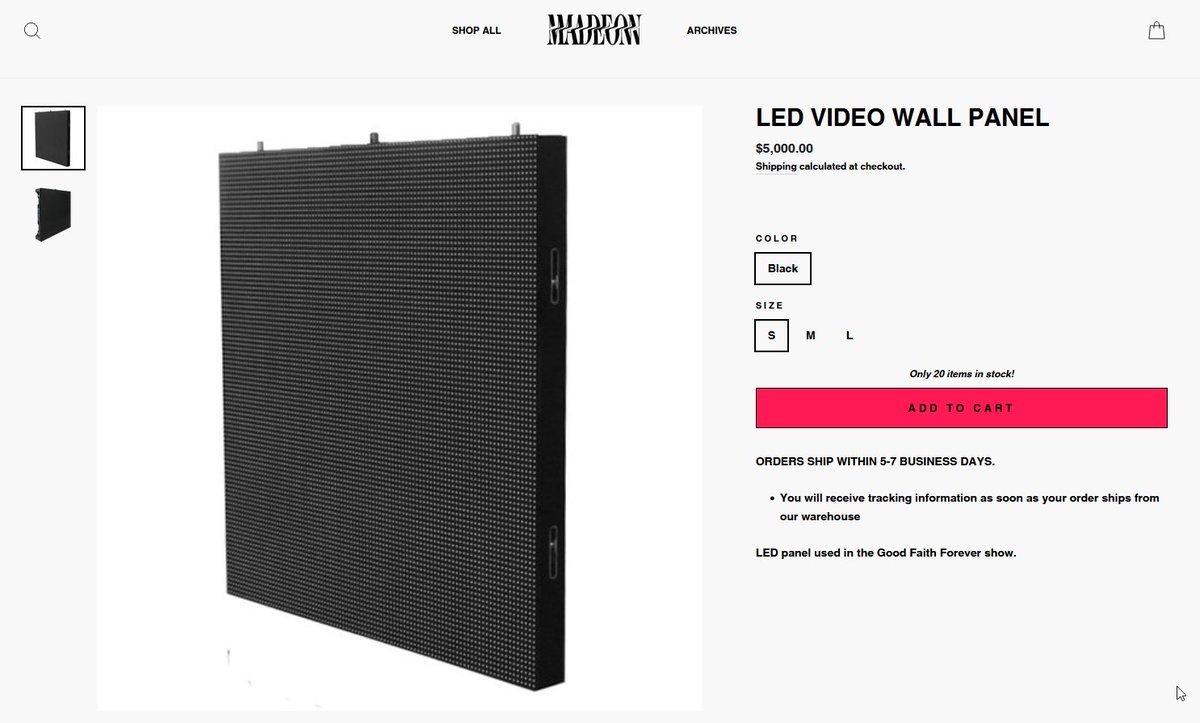 SHOP ALL
MADEON
ARCHIVES
LED VIDEO WALL PANEL
$5,000.00
Shipping calculated at checkout.
COLOR
Black
SIZE
S M L
Only 20 items in stock!
ADD TO CART
ORDERS SHIP WITHIN 5-7 BUSINESS DAYS.
• You will receive tracking information as soon as your order ships from
our warehouse
LED panel used in the Good Faith Forever show.